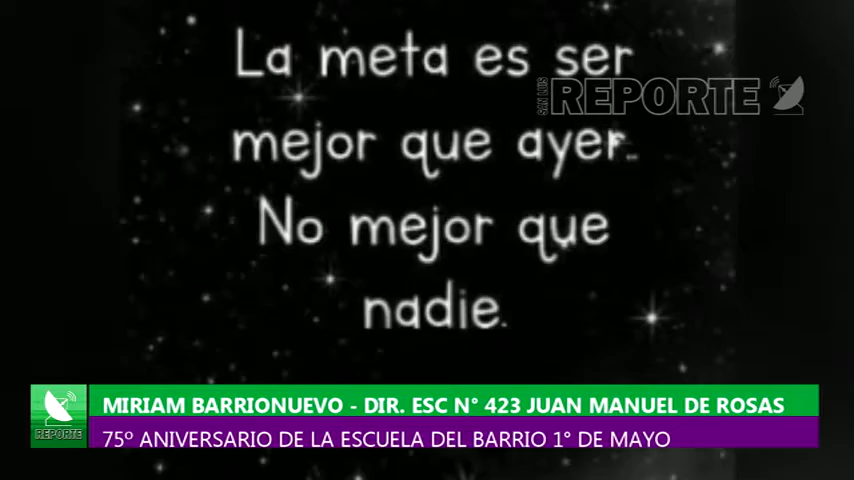 La meta es ser
SAN LUIS
REPORTE
mejor que ayer..
No mejor que
nadie.
MIRIAM BARRIONUEVO - DIR. ESC N° 423 JUAN MANUEL DE ROSAS
REPORTE
75º ANIVERSARIO DE LA ESCUELA DEL BARRIO 1° DE MAYO